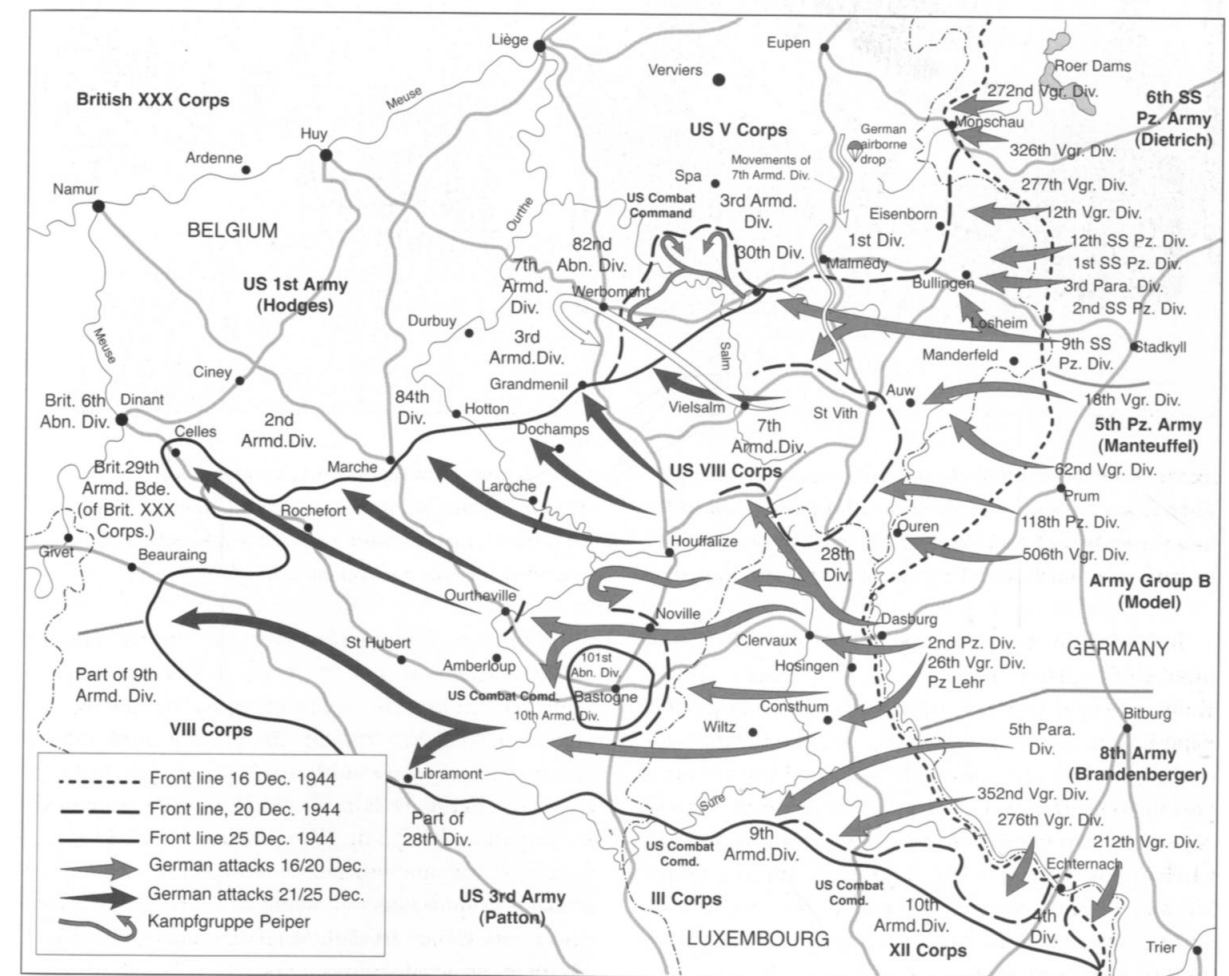 Liège
Eupen
Verviers
Roer Dams
British XXX Corps
Meuse
US V Corps
272nd Vgr. Div.
6th SS
Pz. Army
(Dietrich)
Monschau
Huy
German
airborne
drop
326th Vgr. Div.
Ardenne
Movements of
7th Armd. Div.
Spa
277th Vgr. Div.
Namur
US Combat
Command
3rd Armd.
Div.
Ourthe
Eisenborn
12th Vgr. Div.
BELGIUM
82nd
Abn. Div.
30th Div.
1st Div.
12th SS Pz. Div.
1st SS Pz. Div.
7th
Armd.
Div.
Malmédy
US 1st Army
(Hodges)
Werbomont
Bullingen
3rd Para. Div.
2nd SS Pz. Div.
Durbuy
Losheim
Meuse
3rd
Armd.Div.
Salm
Manderfeld
9th SS
Pz. Div.
Stadkyll
Ciney
Grandmenil
Auw
Brit. 6th
Abn. Div.
Dinant
84th
Div.
Hotton
Vielsalm
St Vith
18th Vgr. Div.
2nd
Armd.Div.
7th
Armd.Div.
5th Pz. Army
(Manteuffel)
Celles
Dochamps
Marche
US VIII Corps
62nd Vgr. Div.
Brit.29th
Armd. Bde.
(of Brit. XXX
Corps.)
Laroche
Prum
Rochefort
118th Pz. Div.
Givet
Beauraing
Houffalize
Ouren
506th Vgr. Div.
28th
Div.
Army Group B
(Model)
Ourtheville
Noville
Dasburg
St Hubert
Clervaux
2nd Pz. Div.
GERMANY
Amberloup
101st
Abn. Div.
Hosingen
26th Vgr. Div
Pz Lehr
Part of 9th
Armd. Div.
US Combat Comd.
Bastogne
10th Armd. Div.
Consthum
Bitburg
VIII Corps
Wiltz
5th Para.
Div.
8th Army
(Brandenberger)
Libramont
Front line 16 Dec. 1944
Front line, 20 Dec. 1944
Front line 25 Dec. 1944
German attacks 16/20 Dec.
German attacks 21/25 Dec.
Kampfgruppe Peiper
Sure
352nd Vgr. Div.
Part of
28th Div.
276th Vgr. Div.
US Combat
Comd.
9th
Armd.Div.
212th Vgr. Div.
Echternach
US 3rd Army
(Patton)
III Corps
US Combat
Comd.
10th
Armd.Div.
4th
Div.
LUXEMBOURG
XII Corps
Trier